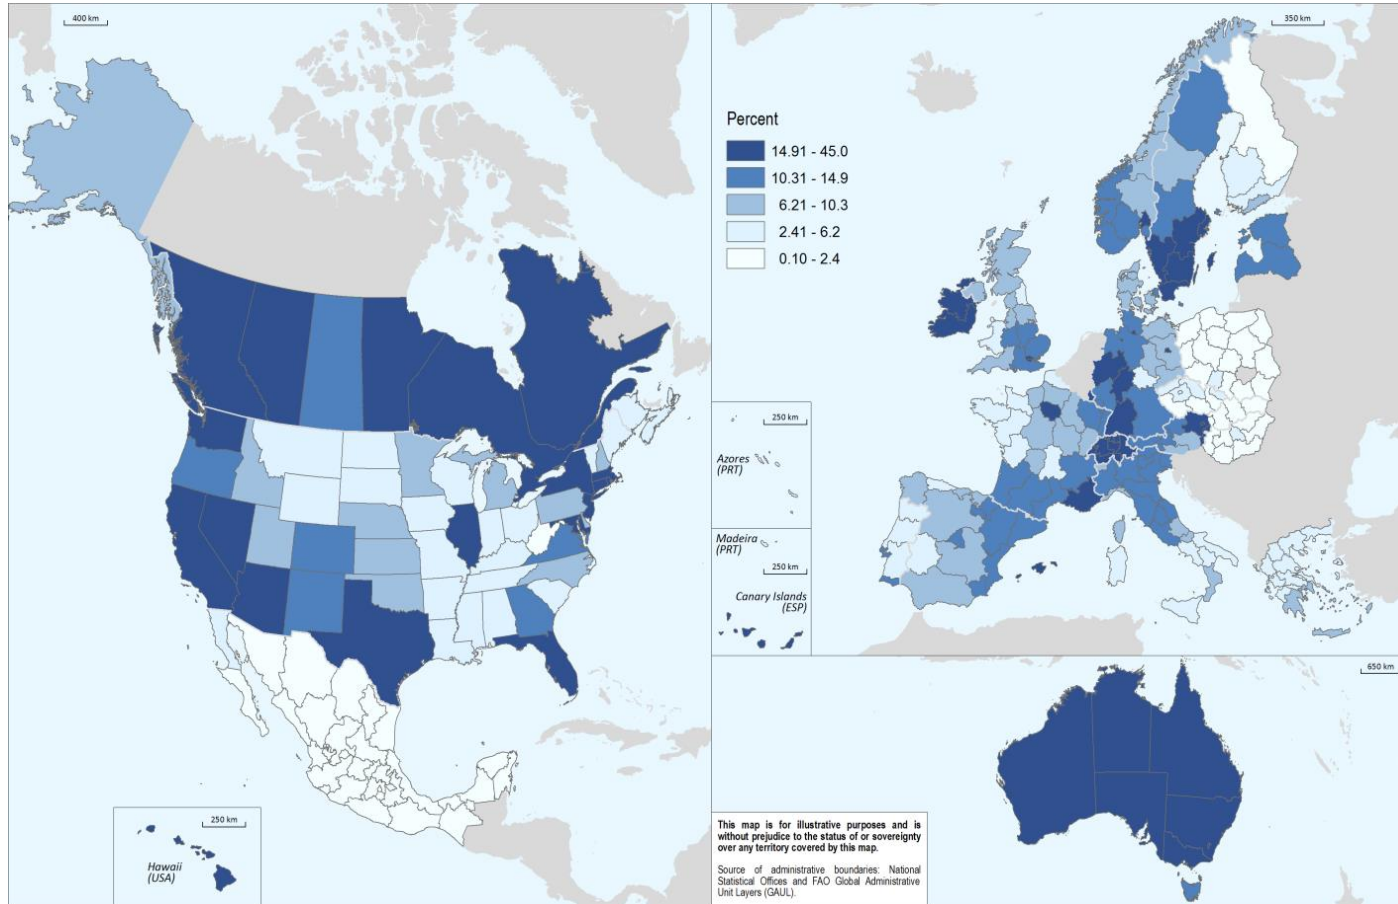 400 km
350 km
Percent
14.91 - 45.0
10.31 - 14.9
6.21 - 10.3
2.41 - 6.2
0.10 - 2.4
250 km
Azores
(PRT)
Madeira
(PRT)
250 km
Canary Islands
(ESP)
650 km
250 km
Hawaii
(USA)
This map is for illustrative purposes and is
without prejudice to the status of or sovereignty
over any territory covered by this map.
Source of administrative boundaries: National
Statistical Offices and FAO Global Administrative
Unit Layers (GAUL).